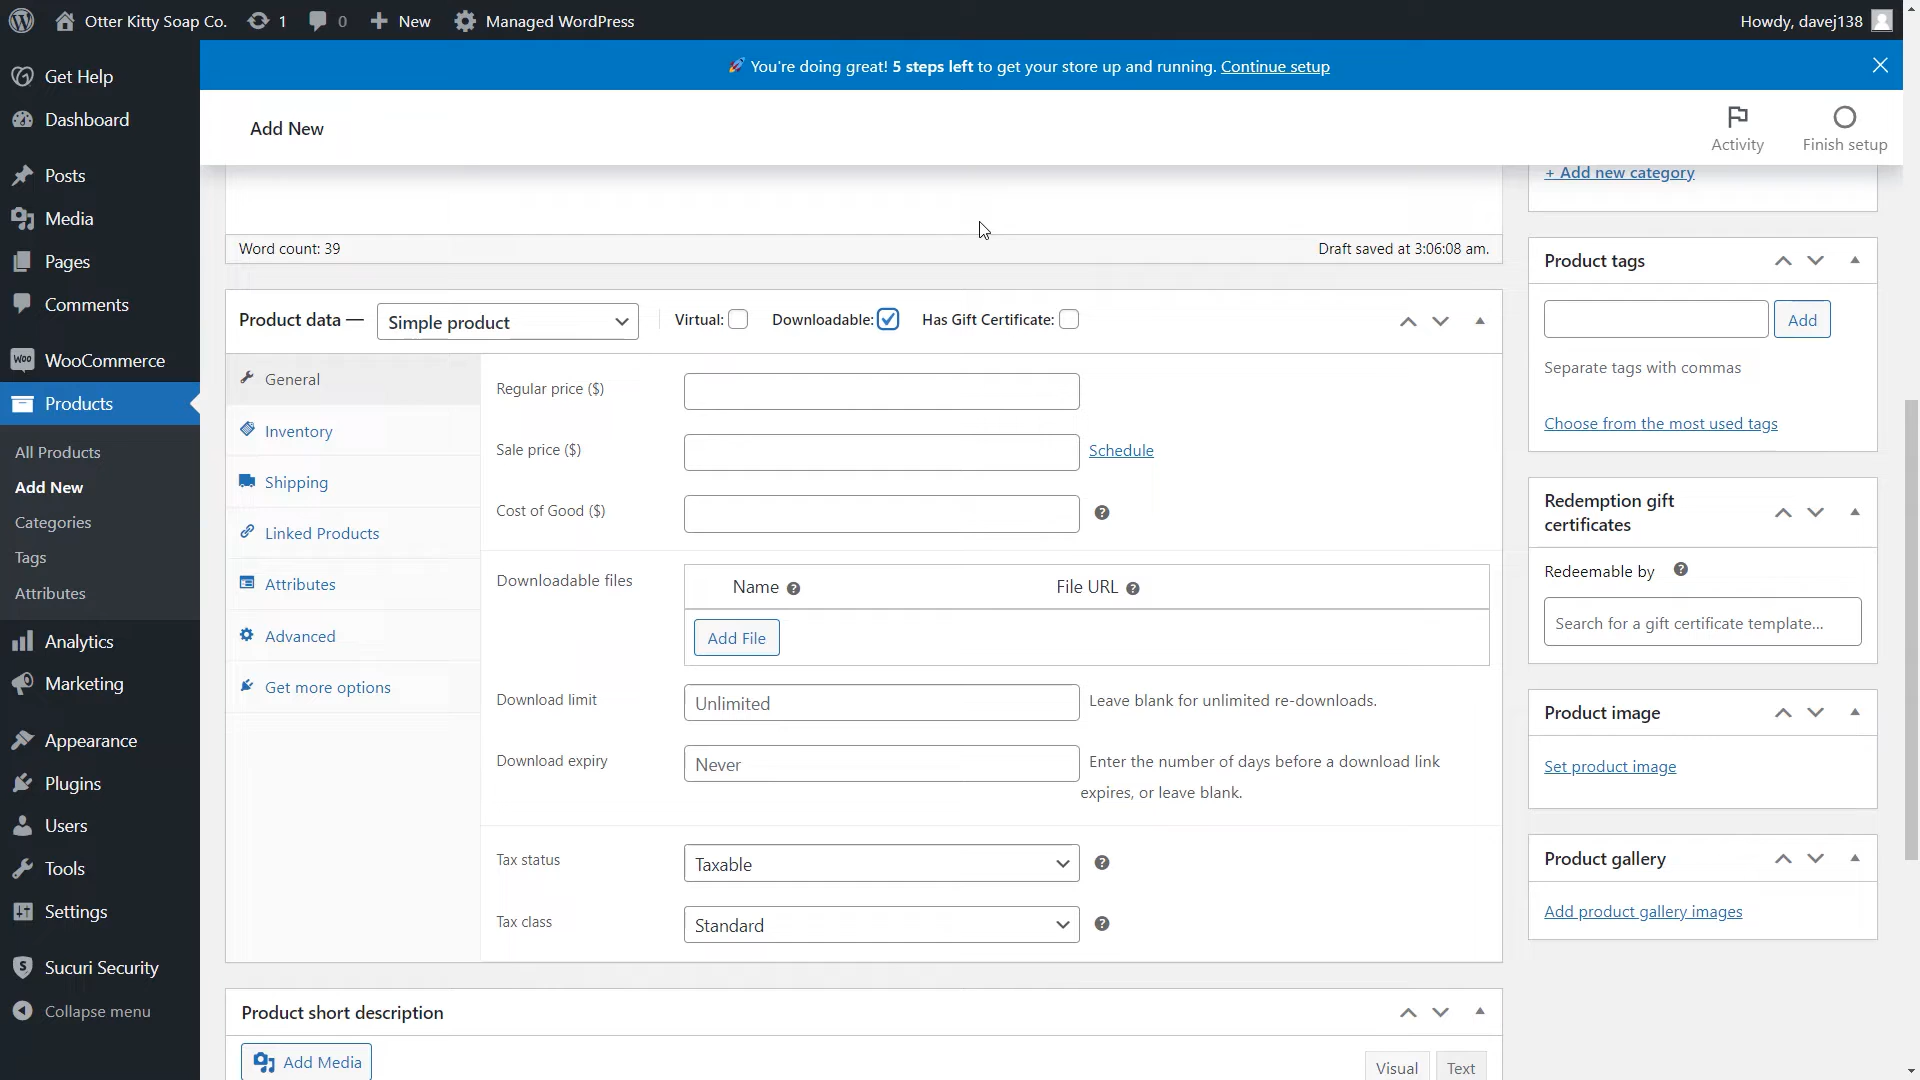 Otter Kitty Soap Co.
1
0
New
Managed WordPress
Howdy, davej138
Get Help
Dashboard
Posts
Media
Pages
Comments
Woo
WooCommerce
Products
All Products
Add New
Categories
Tags
Attributes
Analytics
Marketing
Appearance
Plugins
Users
Tools
Settings
Sucuri Security
Collapse menu
You're doing great! 5 steps left to get your store up and running. Continue setup
Add New
Activity
Finish setup
Word count: 39
Draft saved at 3:06:08 am.
Product data —
Simple product
Virtual:
Downloadable:
Has Gift Certificate:
General
Inventory
Shipping
Linked Products
Attributes
Advanced
Get more options
Regular price ($)
Sale price ($)
Schedule
Cost of Good ($)
?
Downloadable files
Name ?
File URL ?
Add File
Download limit
Unlimited
Leave blank for unlimited re-downloads.
Download expiry
Never
Enter the number of days before a download link
expires, or leave blank.
Tax status
Taxable
?
Tax class
Standard
?
Product short description
Add Media
Visual
Text
+ Add new category
Product tags
Add
Separate tags with commas
Choose from the most used tags
Redemption gift
certificates
Redeemable by ?
Search for a gift certificate template...
Product image
Set product image
Product gallery
Add product gallery images